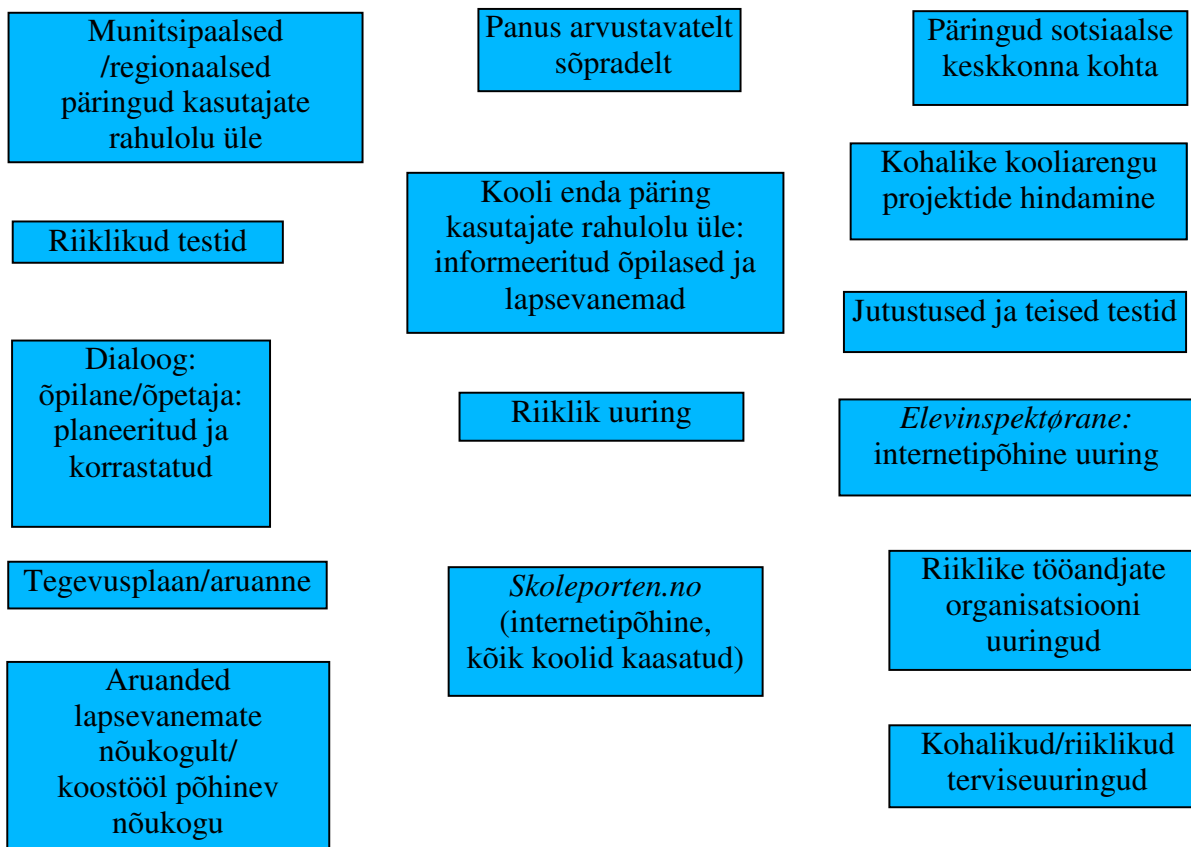 Munitsipaalsed
/regionaalsed
päringud kasutajate
rahulolu üle
Riiklikud testid
Dialoog:
õpilane/õpetaja:
planeeritud ja
korrastatud
Tegevusplaan/aruanne
Aruanded
lapsevanemate
nõukogult/
koostööl põhinev
nõukogu
Panus arvustavatelt
sõpradelt
Kooli enda päring
kasutajate rahulolu üle:
informeeritud õpilased ja
lapsevanemad
Riiklik uuring
Skoleporten.no
(internetipõhine,
kõik koolid kaasatud)
Päringud sotsiaalse
keskkonna kohta
Kohalike kooliarengu
projektide hindamine
Jutustused ja teised testid
Elevinspektørane:
internetipõhine uuring
Riiklike tööandjate
organisatsiooni
uuringud
Kohalikud/riiklikud
terviseuuringud